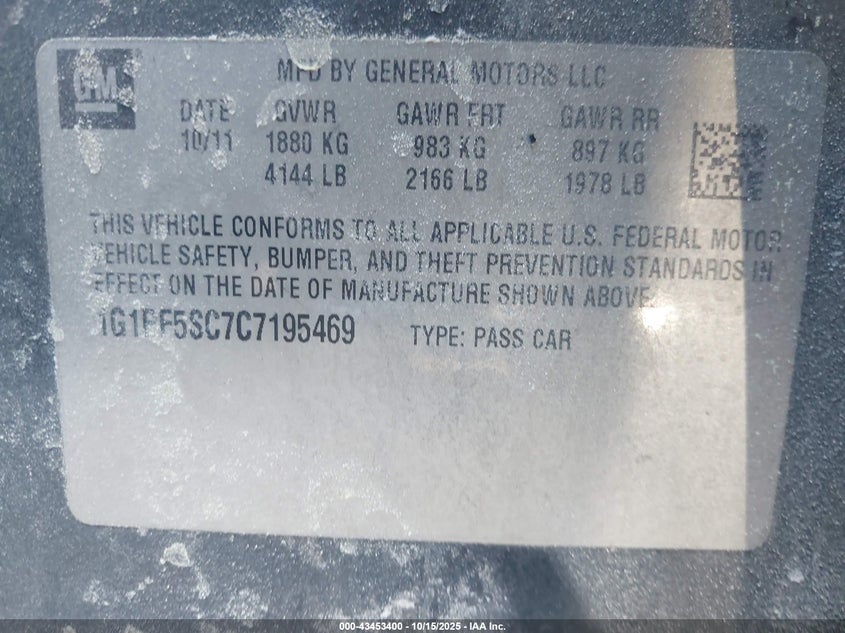 GM
MFD BY GENERAL MOTORS LLC
DATE GVWR GAWR FRT GAWR RR
10/11 1880 KG 983 KG 897 KG
4144 LB 2166 LB 1978 LB
THIS VEHICLE CONFORMS TO ALL APPLICABLE U.S. FEDERAL MOTOR
VEHICLE SAFETY, BUMPER, AND THEFT PREVENTION STANDARDS IN
EFFECT ON THE DATE OF MANUFACTURE SHOWN ABOVE.
1G1PF5SC7C7195469 TYPE: PASS CAR
000-43453400 - 10/15/2025 - IAA Inc.